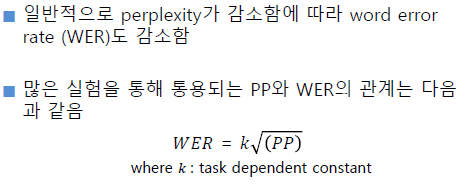 ■ 일반적으로 perplexity가 감소함에 따라 word error
rate (WER)도 감소함
■ 많은 실험을 통해 통용되는 PP와 WER의 관계는 다음
과 같음
WER = k√(PP)
where k : task dependent constant